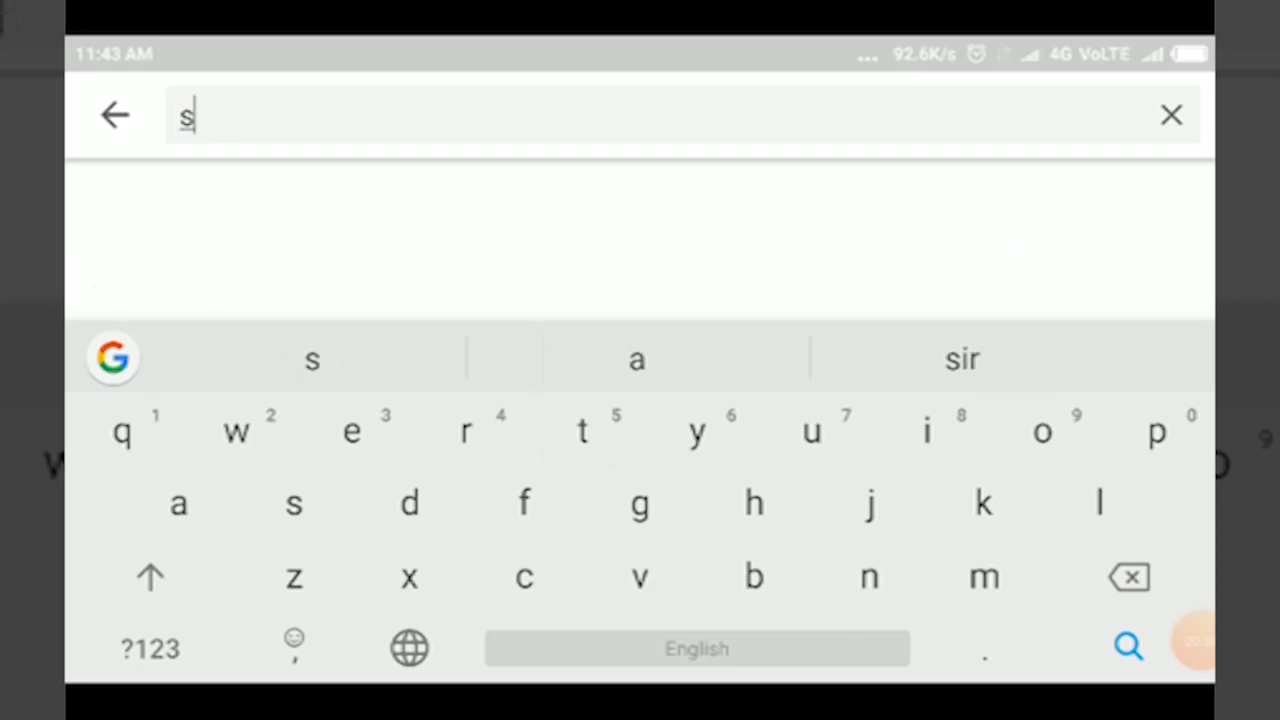 11:43 AM ... 92.6K/s 4G VoLTE
s
G s a sir
q 1 w 2 e 3 r 4 t 5 y 6 u 7 i 8 o 9 p 0
a s d f g h j k l
z x c v b n m
?123 , English .